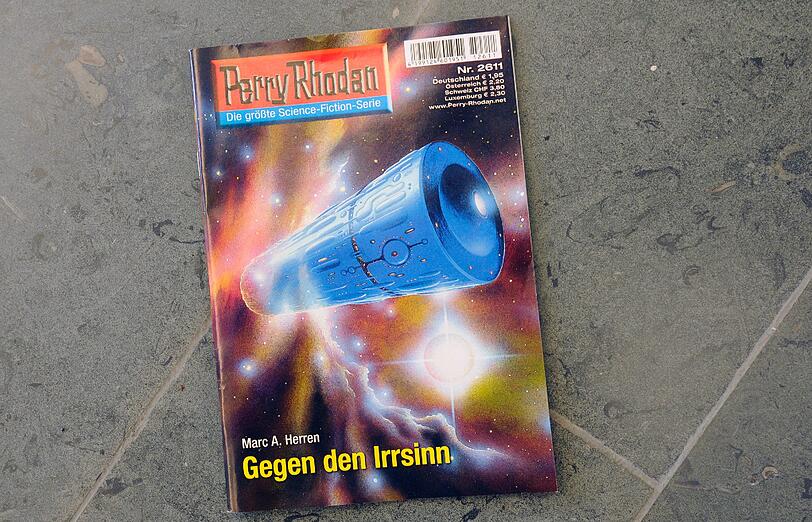 Perry Rhodan
Die größte Science-Fiction-Serie
Nr. 2611
Deutschland € 1,95
Österreich € 2,20
Schweiz CHF 3,80
Luxemburg € 2,30
www.Perry-Rhodan.net
Marc A. Herren
Gegen den Irrsinn